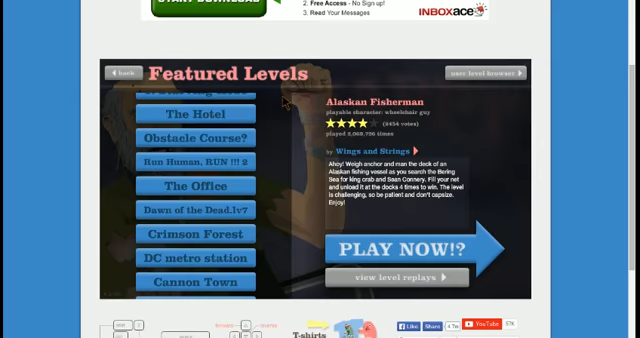 START DOWNLOAD
2. Free Access - No Sign up!
3. Read Your Messages
INBOXace
back
Featured Levels
user level browser
The Hotel
Obstacle Course?
Run Human, RUN !!! 2
The Office
Dawn of the Dead.lv7
Crimson Forest
DC metro station
Cannon Town
Alaskan Fisherman
playable character: wheelchair guy
played 2,068,726 times
by Wings and Strings
Ahoy! Weigh anchor and man the dock of an
Alaskan fishing vessel as you search the Bering
Sea for king crab and Sean Connery. Fill your net
and unload it at the docks 4 times to win. The level
is challenging, so be patient and don't capsize.
Enjoy!
PLAY NOW!?
view level replays
T-shirts
Like
Share
YouTube